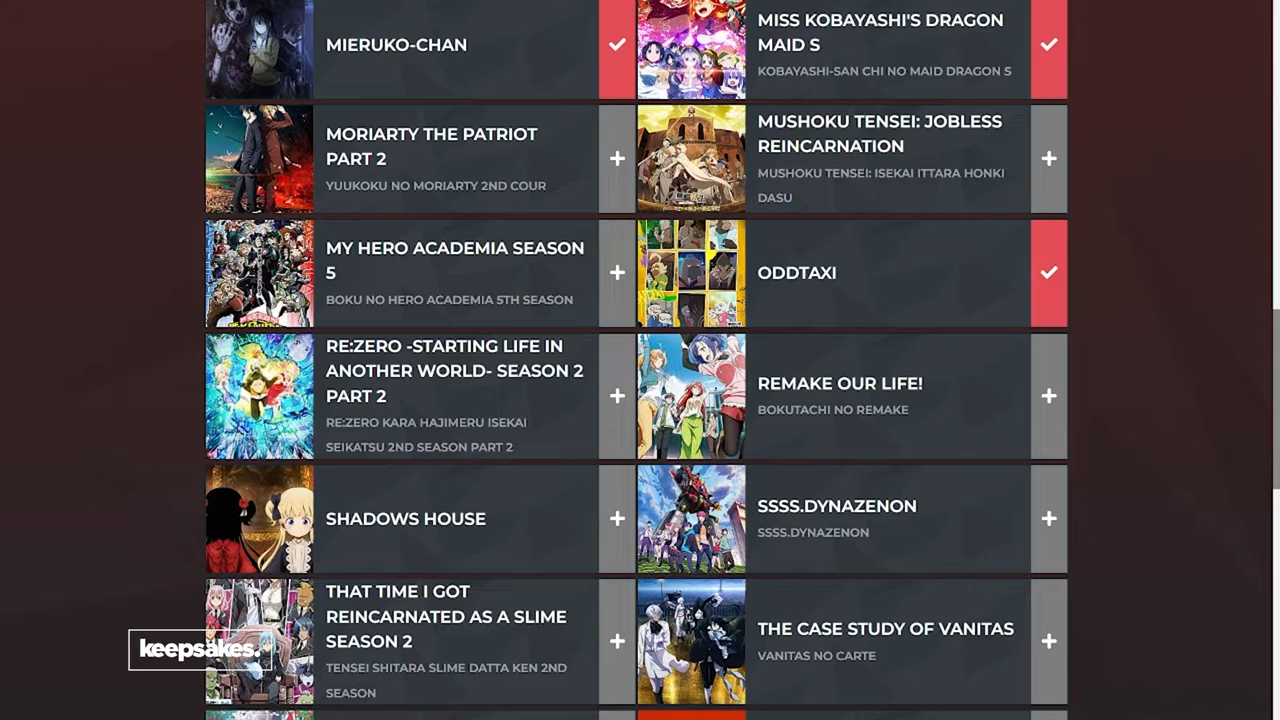 MIERUKO-CHAN
MISS KOBAYASHI'S DRAGON
MAID S
KOBAYASHI-SAN CHI NO MAID DRAGON S
MORIARTY THE PATRIOT
PART 2
YUUKOKU NO MORIARTY 2ND COUR
MUSHOKU TENSEI: JOBLESS
REINCARNATION
MUSHOKU TENSEI: ISEKAI ITTARA HONKI
DASU
MY HERO ACADEMIA SEASON
5
BOKU NO HERO ACADEMIA 5TH SEASON
ODDTAXI
RE:ZERO -STARTING LIFE IN
ANOTHER WORLD- SEASON 2
PART 2
RE:ZERO KARA HAJIMERU ISEKAI
SEIKATSU 2ND SEASON PART 2
REMAKE OUR LIFE!
BOKUTACHI NO REMAKE
SHADOWS HOUSE
SSSS.DYNAZENON
SSSS.DYNAZENON
THAT TIME I GOT
REINCARNATED AS A SLIME
SEASON 2
TENSEI SHITARA SLIME DATTA KEN 2ND
SEASON
THE CASE STUDY OF VANITAS
VANITAS NO CARTE
keepsakes.